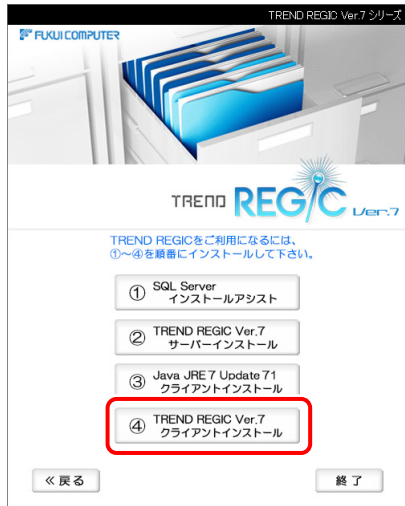 TREND REGIC Ver.7 シリーズ
FUKUI COMPUTER
TREND REGIC Ver.7
TREND REGICをご利用になるには、
①～④を順番にインストールして下さい。
① SQL Server
インストールアシスト
② TREND REGIC Ver.7
サーバーインストール
③ Java JRE 7 Update 71
クライアントインストール
④ TREND REGIC Ver.7
クライアントインストール
≪戻る
終了